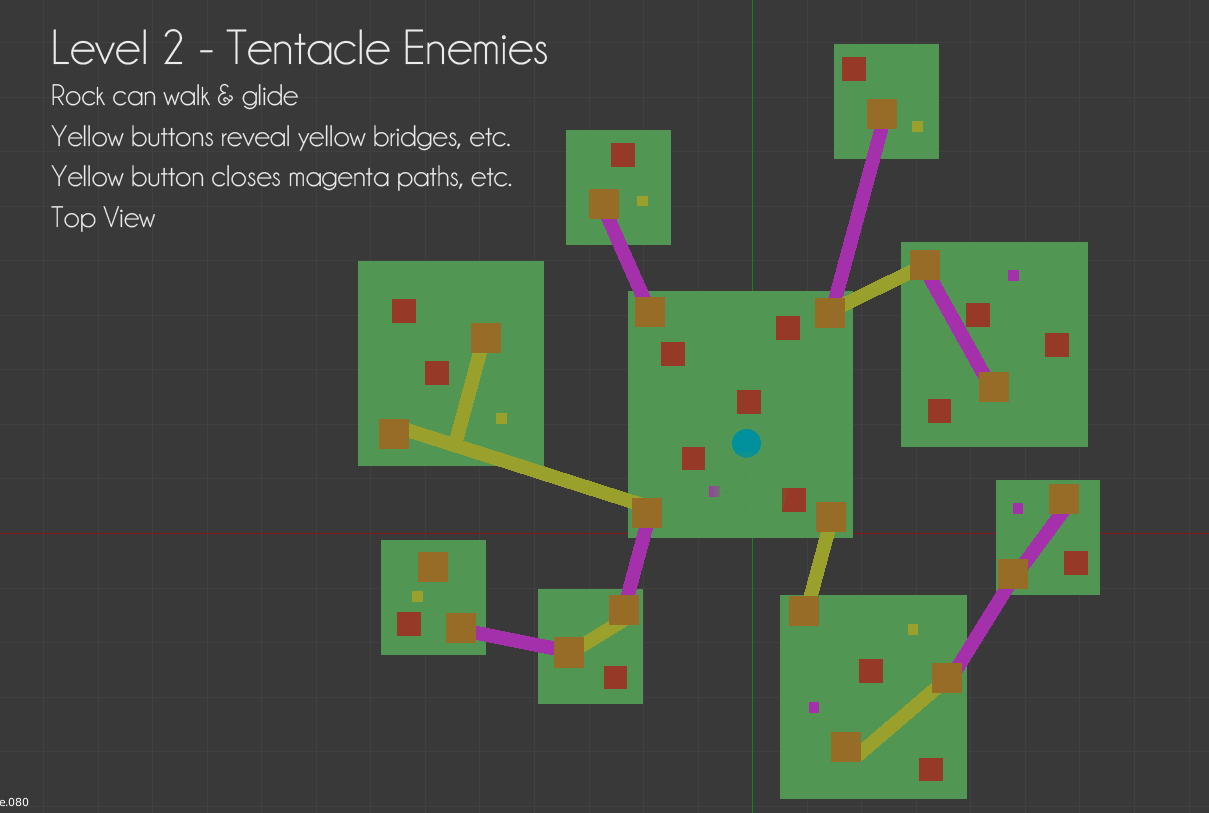 Level 2 - Tentacle Enemies
Rock can walk & glide
Yellow buttons reveal yellow bridges, etc.
Yellow button closes magenta paths, etc.
Top View
e.080